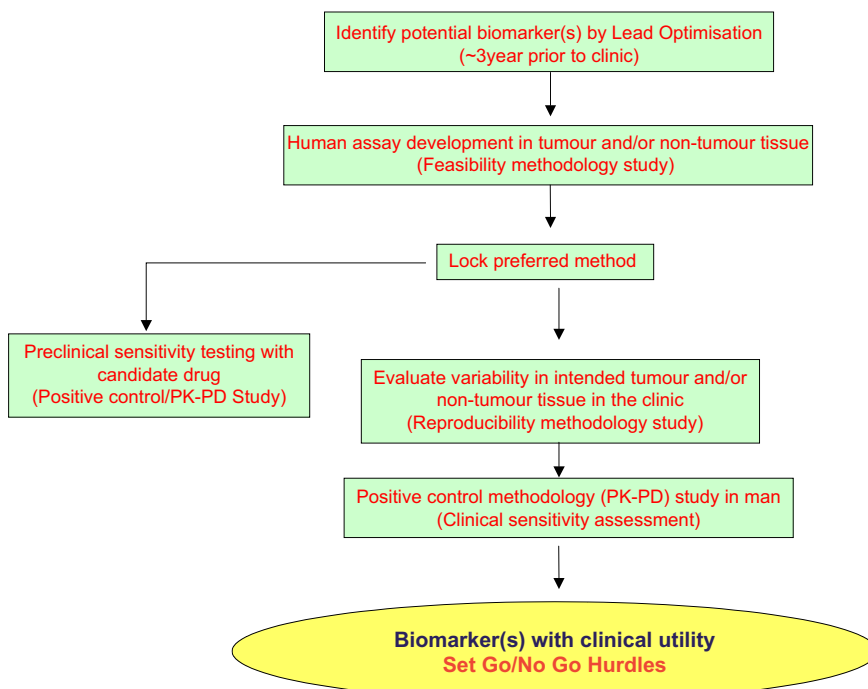 Identify potential biomarker(s) by Lead Optimisation
(~3year prior to clinic)
Human assay development in tumour and/or non-tumour tissue
(Feasibility methodology study)
Lock preferred method
Preclinical sensitivity testing with
candidate drug
(Positive control/PK-PD Study)
Evaluate variability in intended tumour and/or
non-tumour tissue in the clinic
(Reproducibility methodology study)
Positive control methodology (PK-PD) study in man
(Clinical sensitivity assessment)
Biomarker(s) with clinical utility
Set Go/No Go Hurdles